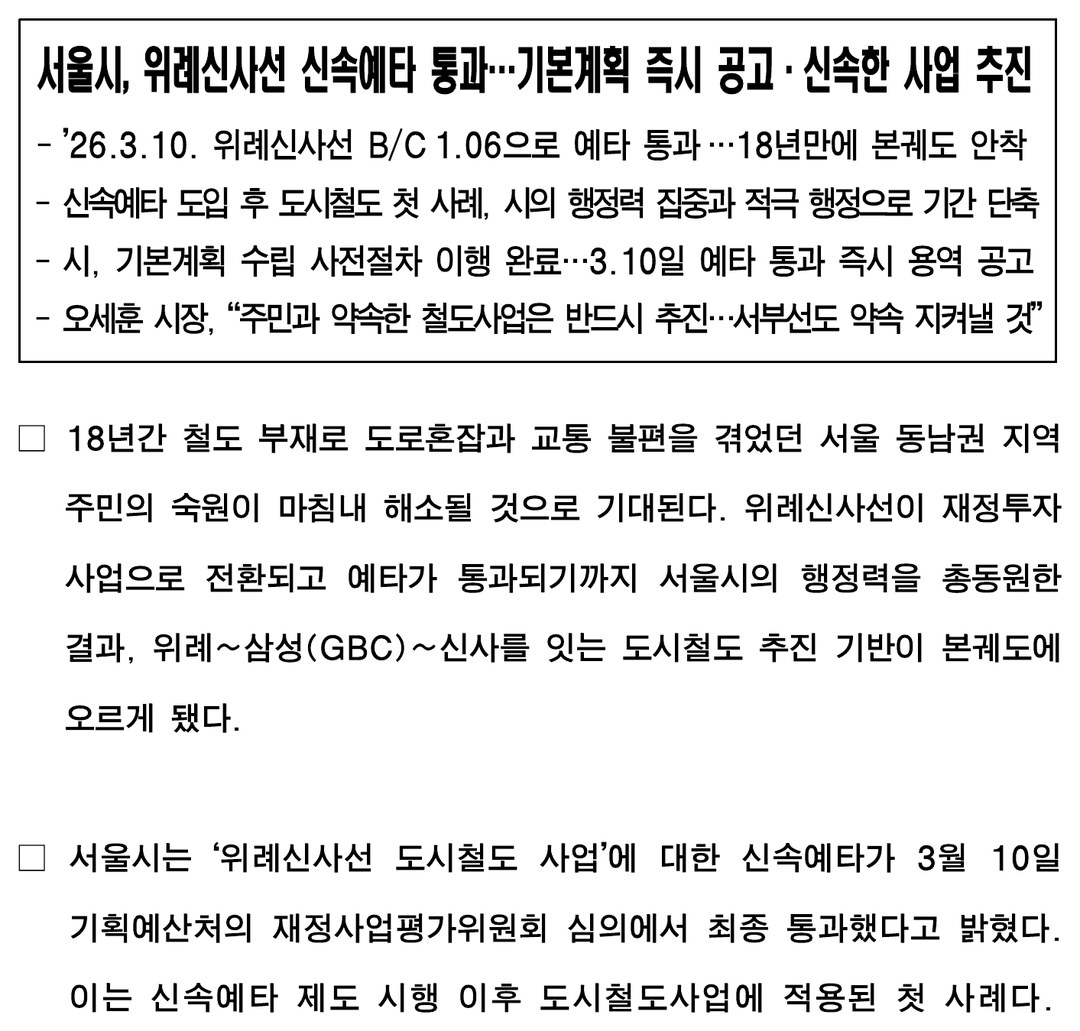 서울시, 위례신사선 신속예타 통과…기본계획 즉시 공고·신속한 사업 추진
- '26.3.10. 위례신사선 B/C 1.06으로 예타 통과…18년만에 본궤도 안착
- 신속예타 도입 후 도시철도 첫 사례, 시의 행정력 집중과 적극 행정으로 기간 단축
- 시, 기본계획 수립 사전절차 이행 완료…3.10일 예타 통과 즉시 용역 공고
- 오세훈 시장, “주민과 약속한 철도사업은 반드시 추진…서부선도 약속 지켜낼 것”
□ 18년간 철도 부재로 도로혼잡과 교통 불편을 겪었던 서울 동남권 지역
주민의 숙원이 마침내 해소될 것으로 기대된다. 위례신사선이 재정투자
사업으로 전환되고 예타가 통과되기까지 서울시의 행정력을 총동원한
결과, 위례~삼성(GBC)~신사를 잇는 도시철도 추진 기반이 본궤도에
오르게 됐다.
□ 서울시는 ‘위례신사선 도시철도 사업’에 대한 신속예타가 3월 10일
기획예산처의 재정사업평가위원회 심의에서 최종 통과했다고 밝혔다.
이는 신속예타 제도 시행 이후 도시철도사업에 적용된 첫 사례다.